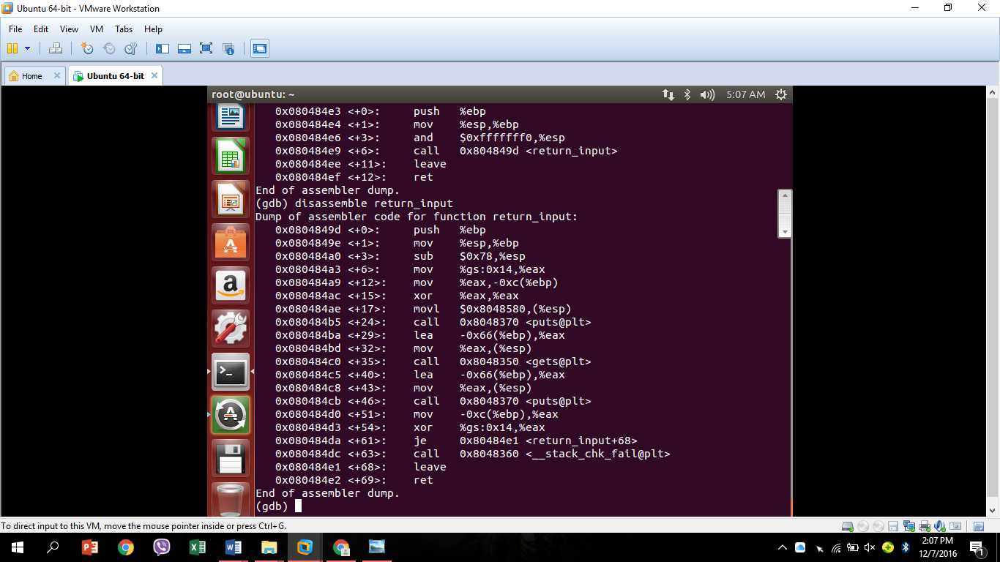 Ubuntu 64-bit - VMware Workstation
File Edit View VM Tabs Help
Home Ubuntu 64-bit
root@ubuntu: ~ 5:07 AM
0x080484e3 <+0>: push %ebp
0x080484e4 <+1>: mov %esp,%ebp
0x080484e6 <+3>: and $0xfffffff0,%esp
0x080484e9 <+6>: call 0x804849d <return_input>
0x080484ee <+11>: leave
0x080484ef <+12>: ret
End of assembler dump.
(gdb) disassemble return_input
Dump of assembler code for function return_input:
0x0804849d <+0>: push %ebp
0x0804849e <+1>: mov %esp,%ebp
0x080484a0 <+3>: sub $0x78,%esp
0x080484a3 <+6>: mov %gs:0x14,%eax
0x080484a9 <+12>: mov %eax,-0xc(%ebp)
0x080484ac <+15>: xor %eax,%eax
0x080484ae <+17>: movl $0x8048580,(%esp)
0x080484b5 <+24>: call 0x8048370 <puts@plt>
0x080484ba <+29>: lea -0x66(%ebp),%eax
0x080484bd <+32>: mov %eax,(%esp)
0x080484c0 <+35>: call 0x8048350 <gets@plt>
0x080484c5 <+40>: lea -0x66(%ebp),%eax
0x080484c8 <+43>: mov %eax,(%esp)
0x080484cb <+46>: call 0x8048370 <puts@plt>
0x080484d0 <+51>: mov -0xc(%ebp),%eax
0x080484d3 <+54>: xor %gs:0x14,%eax
0x080484da <+61>: je 0x80484e1 <return_input+68>
0x080484dc <+63>: call 0x8048360 <__stack_chk_fail@plt>
0x080484e1 <+68>: leave
0x080484e2 <+69>: ret
End of assembler dump.
(gdb)
To direct input to this VM, move the mouse pointer inside or press Ctrl+G.
2:07 PM
12/7/2016